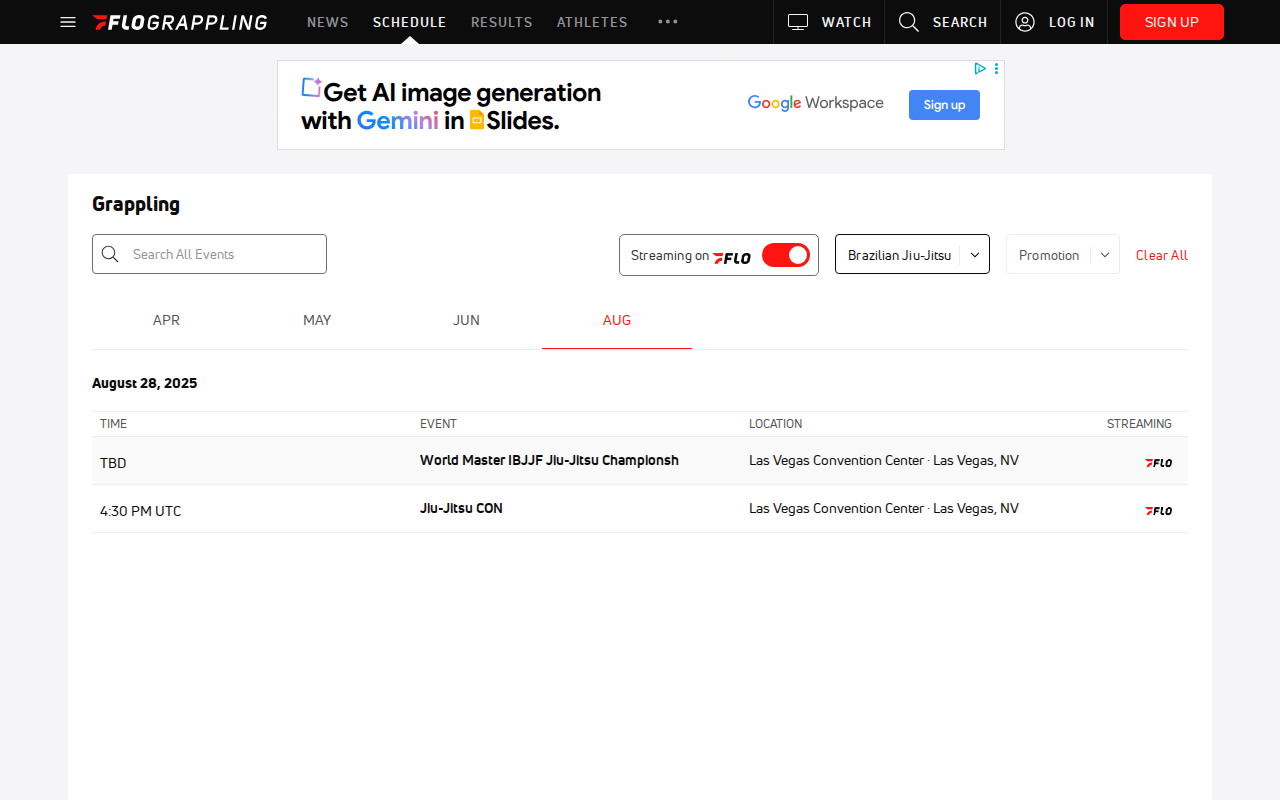 FLOGRAPPLING NEWS SCHEDULE RESULTS ATHLETES ••• WATCH SEARCH LOG IN SIGN UP
Get AI image generation
with Gemini in Slides.
Google Workspace
Sign up
Grappling
Search All Events
Streaming on FLO
Brazilian Jiu-Jitsu
Promotion
Clear All
APR MAY JUN AUG
August 28, 2025
TIME EVENT LOCATION STREAMING
TBD World Master IBJJF Jiu-Jitsu Championsh Las Vegas Convention Center · Las Vegas, NV FLO
4:30 PM UTC Jiu-Jitsu CON Las Vegas Convention Center · Las Vegas, NV FLO